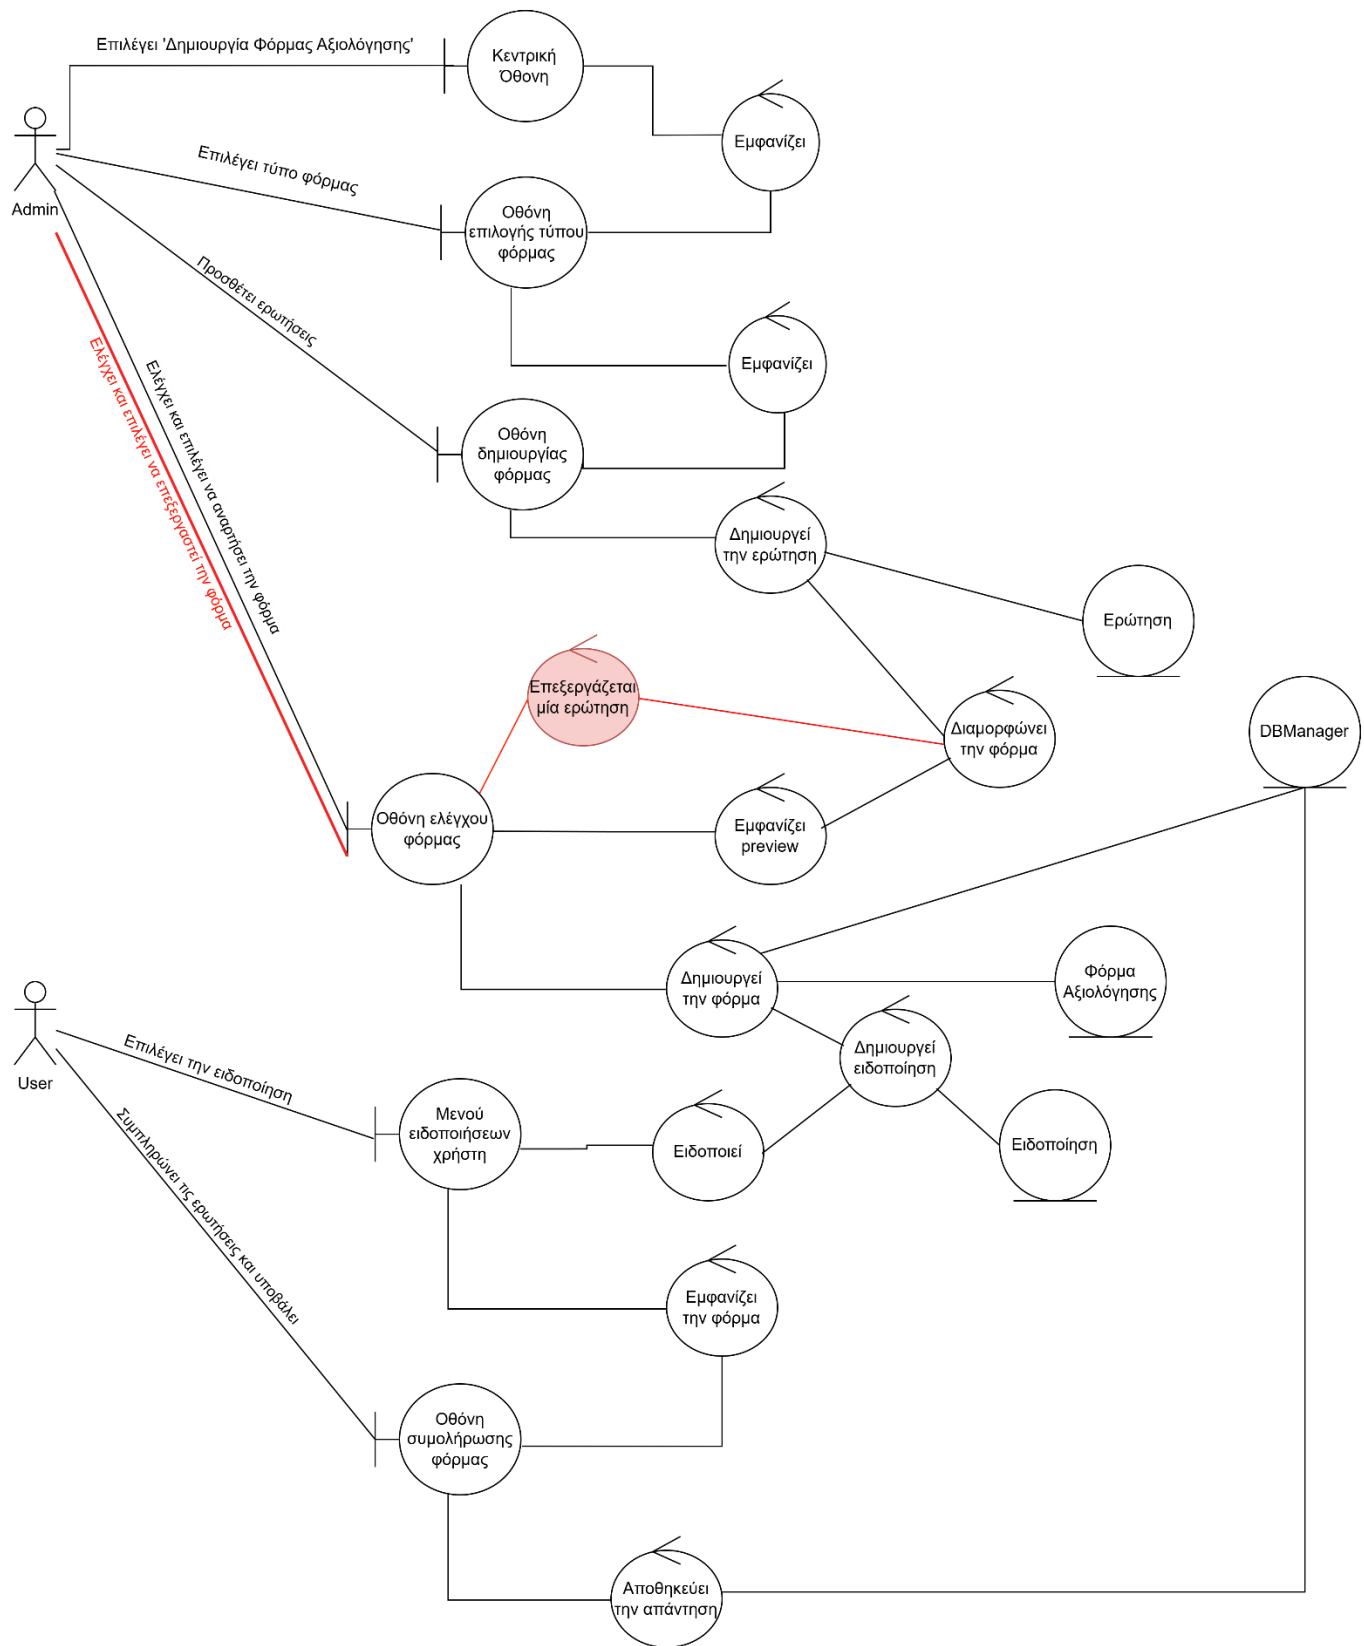 Επιλέγει 'Δημιουργία Φόρμας Αξιολόγησης'
Κεντρική
Όθονη
Εμφανίζει
Admin
Επιλέγει τύπο φόρμας
Οθόνη
επιλογής τύπου
φόρμας
Προσθέτει ερωτήσεις
Εμφανίζει
Ελέγχει και επιλέγει να αναρτήσει την φόρμα
Ελέγχει και επιλέγει να επεξεργαστεί την φόρμα
Οθόνη
δημιουργίας
φόρμας
Δημιουργεί
την ερώτηση
Ερώτηση
Επεξεργάζεται
μία ερώτηση
Διαμορφώνει
την φόρμα
DBManager
Οθόνη ελέγχου
φόρμας
Εμφανίζει
preview
Δημιουργεί
την φόρμα
Φόρμα
Αξιολόγησης
User
Επιλέγει την ειδοποίηση
Δημιουργεί
ειδοποίηση
Μενού
ειδοποιήσεων
χρήστη
Ειδοποιεί
Ειδοποίηση
Συμπληρώνει τις ερωτήσεις και υποβάλει
Εμφανίζει
την φόρμα
Οθόνη
συμολήρωσης
φόρμας
Αποθηκεύει
την απάντηση